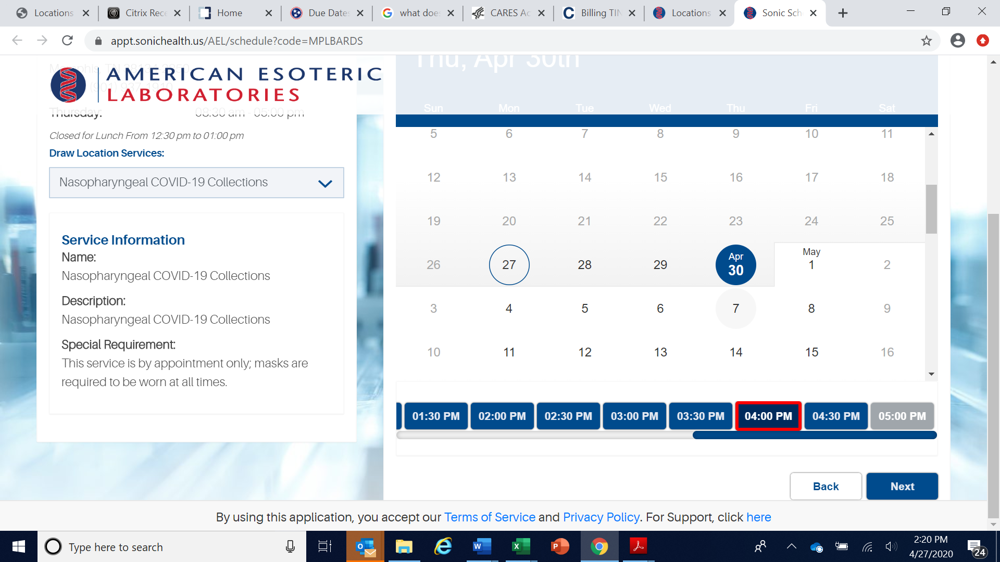 Locations
Citrix Rece
Home
Due Dates
what does
CARES Ac
Billing TIN
Locations
Sonic Sch
appt.sonichealth.us/AEL/schedule?code=MPLBARDS
AMERICAN ESOTERIC
LABORATORIES
Thursday: 08:30 am - 05:00 pm
Closed for Lunch From 12:30 pm to 01:00 pm
Draw Location Services:
Nasopharyngeal COVID-19 Collections
Service Information
Name:
Nasopharyngeal COVID-19 Collections
Description:
Nasopharyngeal COVID-19 Collections
Special Requirement:
This service is by appointment only; masks are
required to be worn at all times.
Thu, Apr 30th
Sun Mon Tue Wed Thu Fri Sat
5 6 7 8 9 10 11
12 13 14 15 16 17 18
19 20 21 22 23 24 25
Apr May
26 27 28 29 30 1 2
3 4 5 6 7 8 9
10 11 12 13 14 15 16
01:30 PM 02:00 PM 02:30 PM 03:00 PM 03:30 PM 04:00 PM 04:30 PM 05:00 PM
Back Next
By using this application, you accept our Terms of Service and Privacy Policy. For Support, click here
Type here to search
2:20 PM
4/27/2020
24